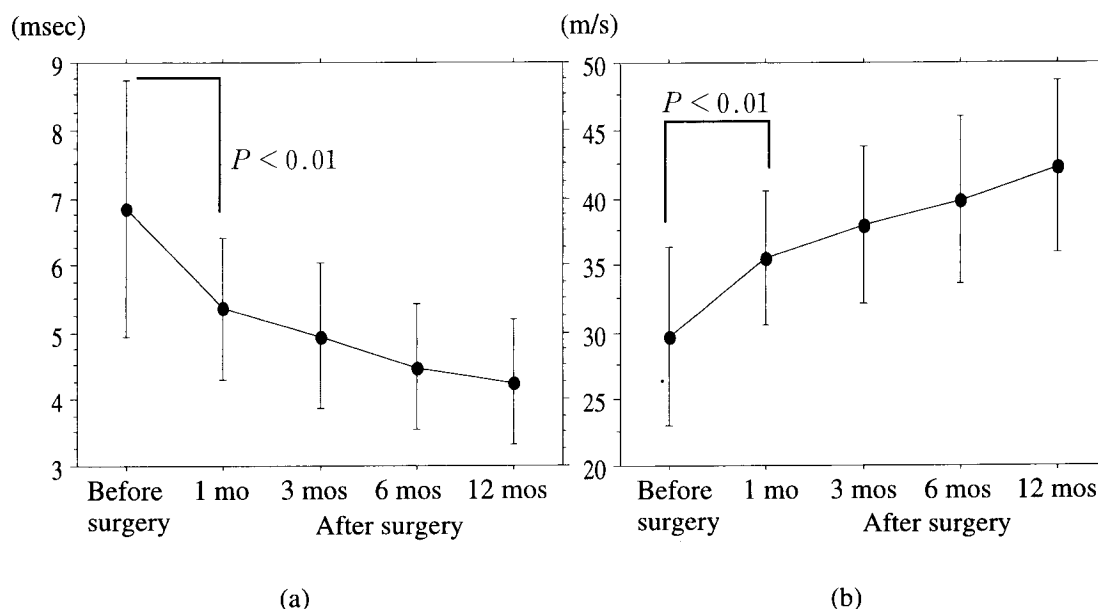 (msec)
9
8
7
6
5
4
3
P < 0.01
Before surgery
1 mo
3 mos
6 mos
12 mos
After surgery
(a)
(m/s)
50
45
40
35
30
25
20
P < 0.01
Before surgery
1 mo
3 mos
6 mos
12 mos
After surgery
(b)